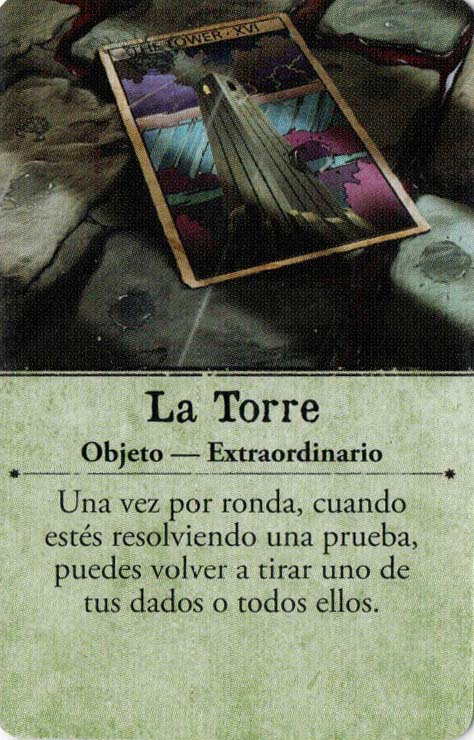 THE TOWER · XVI
La Torre
Objeto — Extraordinario
Una vez por ronda, cuando
estés resolviendo una prueba,
puedes volver a tirar uno de
tus dados o todos ellos.